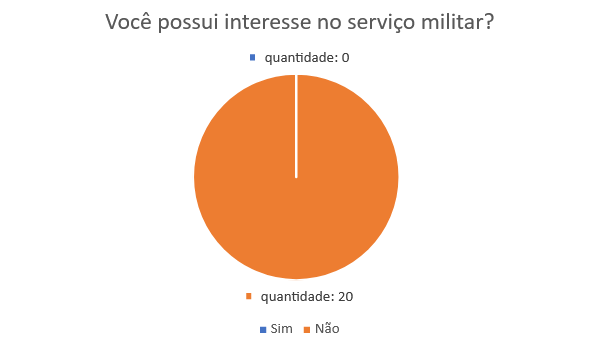 Você possui interesse no serviço militar?
quantidade: 0
quantidade: 20
Sim Não